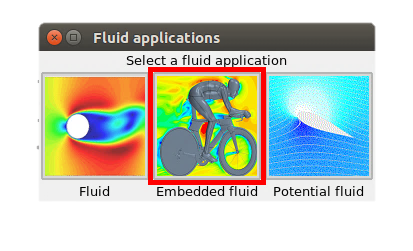 Fluid applications
Select a fluid application
Fluid
Embedded fluid
Potential fluid